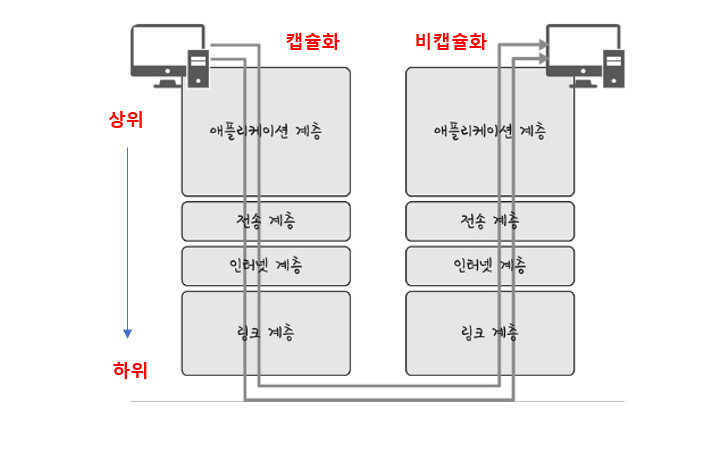 캡슐화
비캡슐화
상위
애플리케이션 계층
애플리케이션 계층
전송 계층
전송 계층
인터넷 계층
인터넷 계층
링크 계층
링크 계층
하위